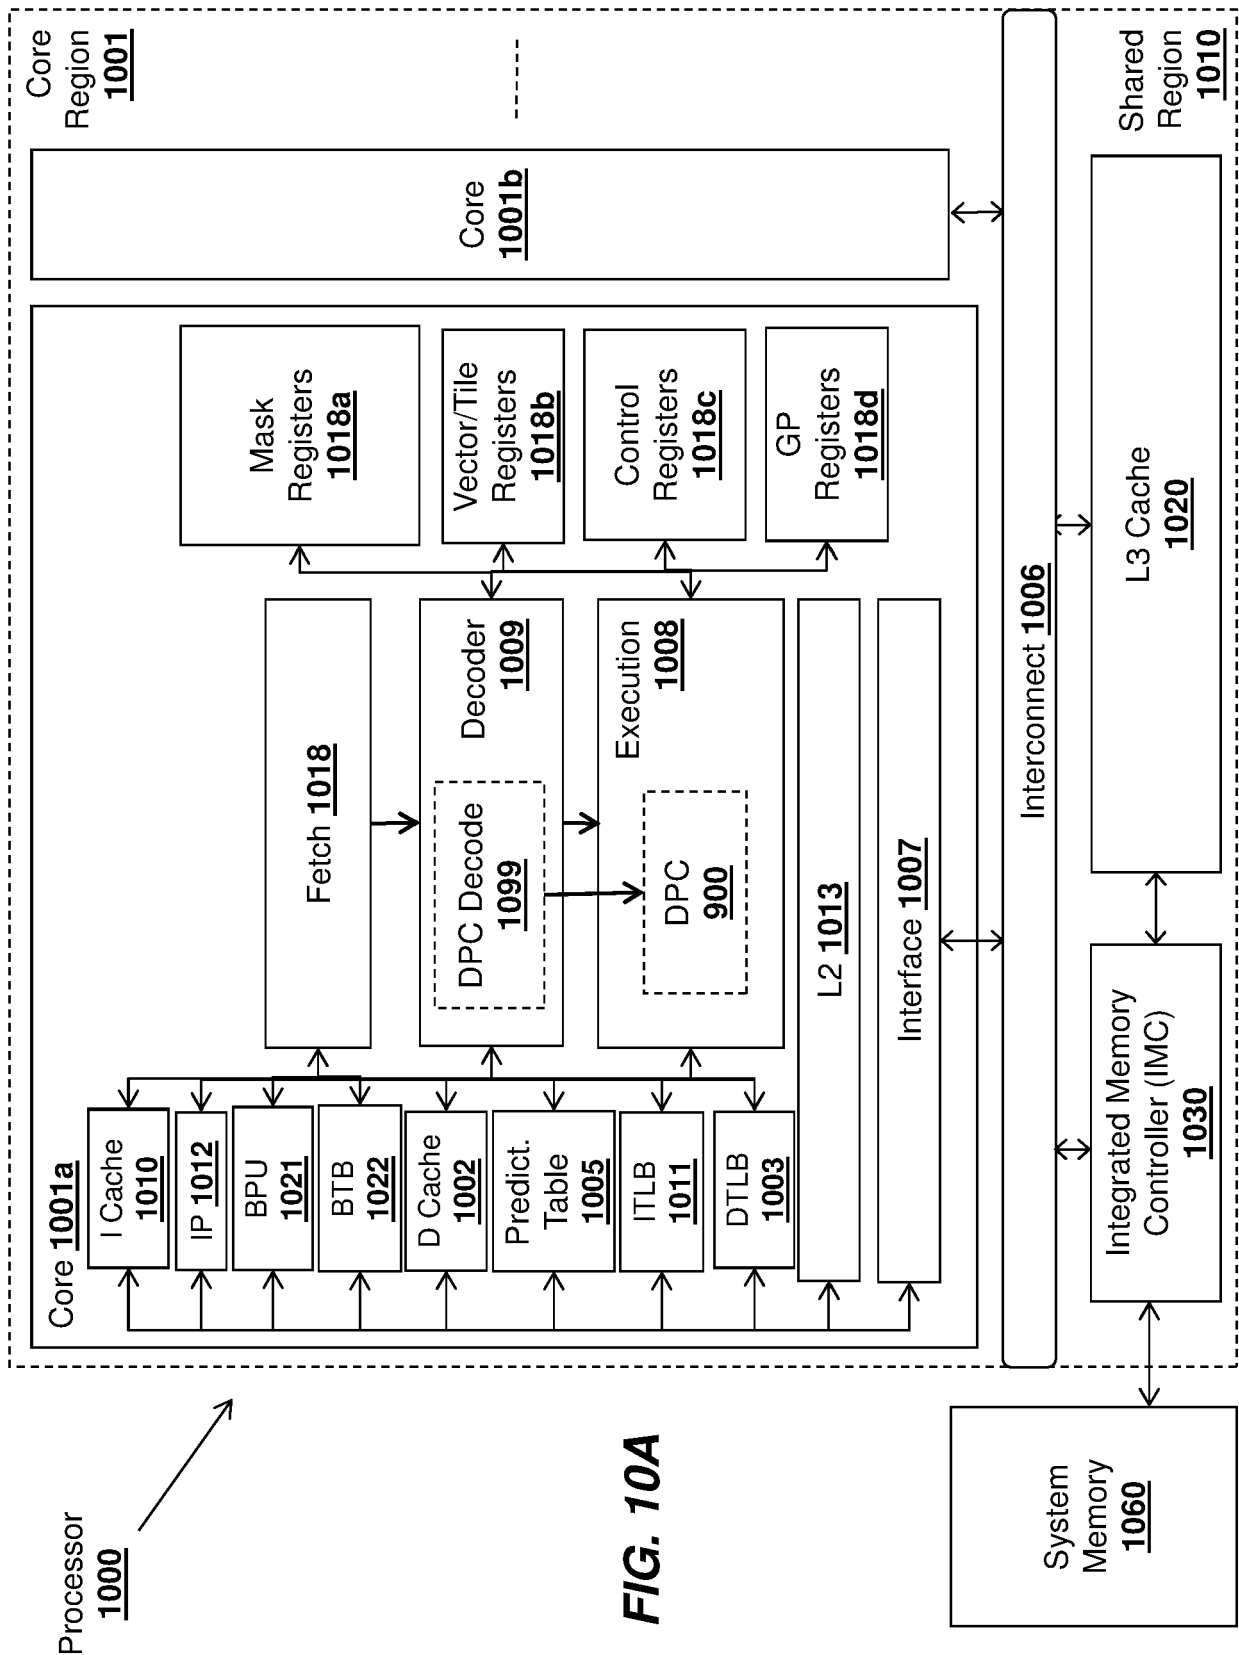 Processor
1000
Core
Region
1001
Core 1001a
I Cache
1010
IP 1012
BPU
1021
BTB
1022
D Cache
1002
Predict.
Table
1005
ITLB
1011
DTLB
1003
Fetch 1018
Decoder
1009
DPC Decode
1099
Execution
1008
DPC
900
L2 1013
Interface 1007
Mask
Registers
1018a
Vector/Tile
Registers
1018b
Control
Registers
1018c
GP
Registers
1018d
Core
1001b
Interconnect 1006
Shared
Region
1010
Integrated Memory
Controller (IMC)
1030
L3 Cache
1020
System
Memory
1060
FIG. 10A